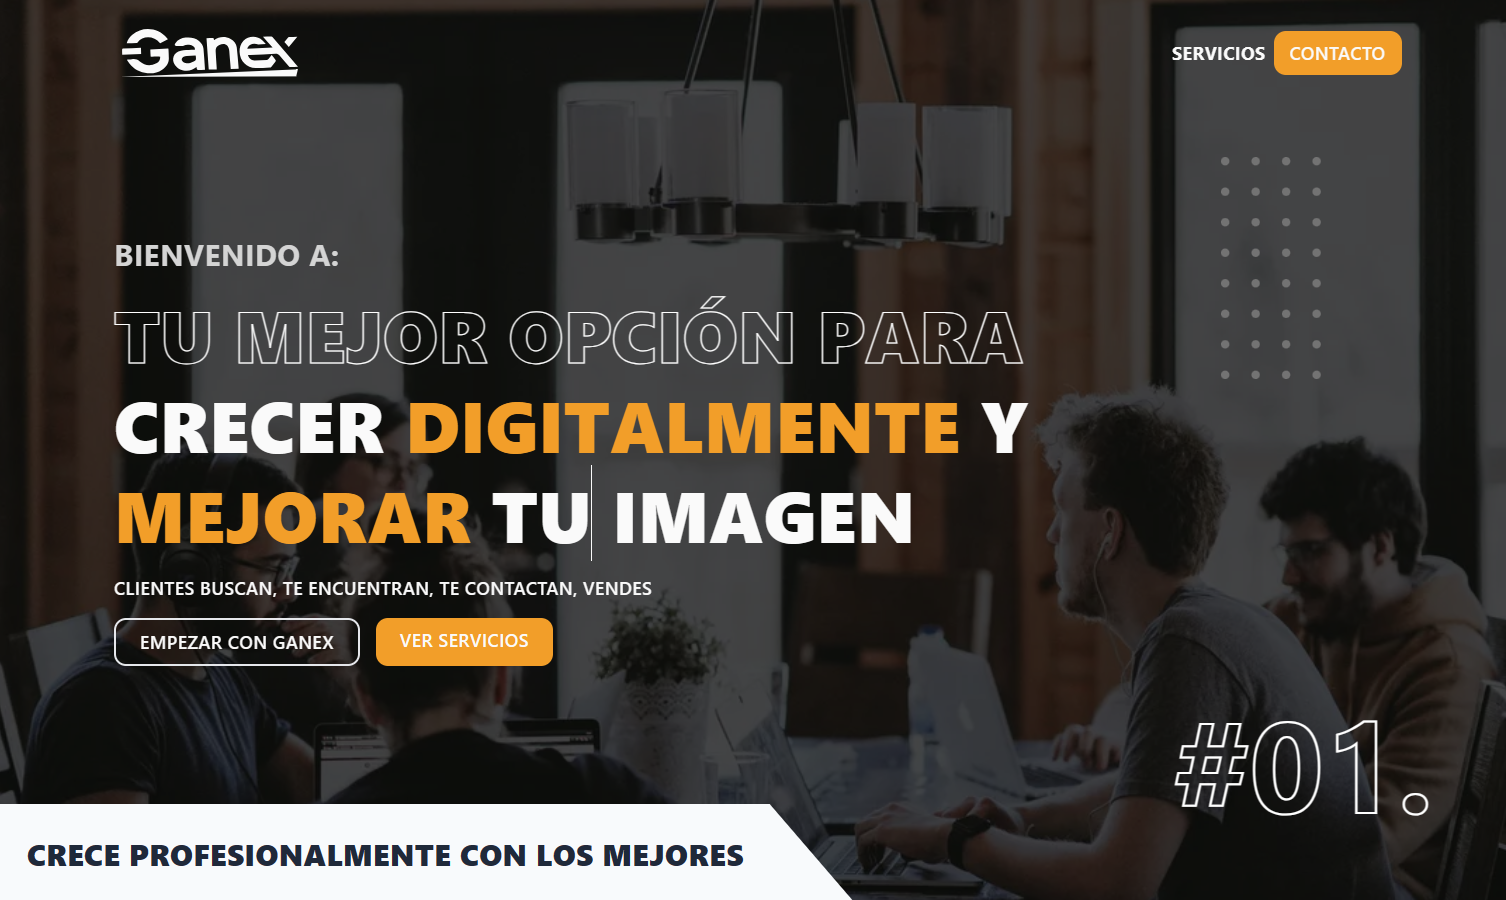 Ganex
SERVICIOS CONTACTO
BIENVENIDO A:
TU MEJOR OPCIÓN PARA
CRECER DIGITALMENTE Y
MEJORAR TU IMAGEN
CLIENTES BUSCAN, TE ENCUENTRAN, TE CONTACTAN, VENDES
EMPEZAR CON GANEX VER SERVICIOS
#01.
CRECE PROFESIONALMENTE CON LOS MEJORES